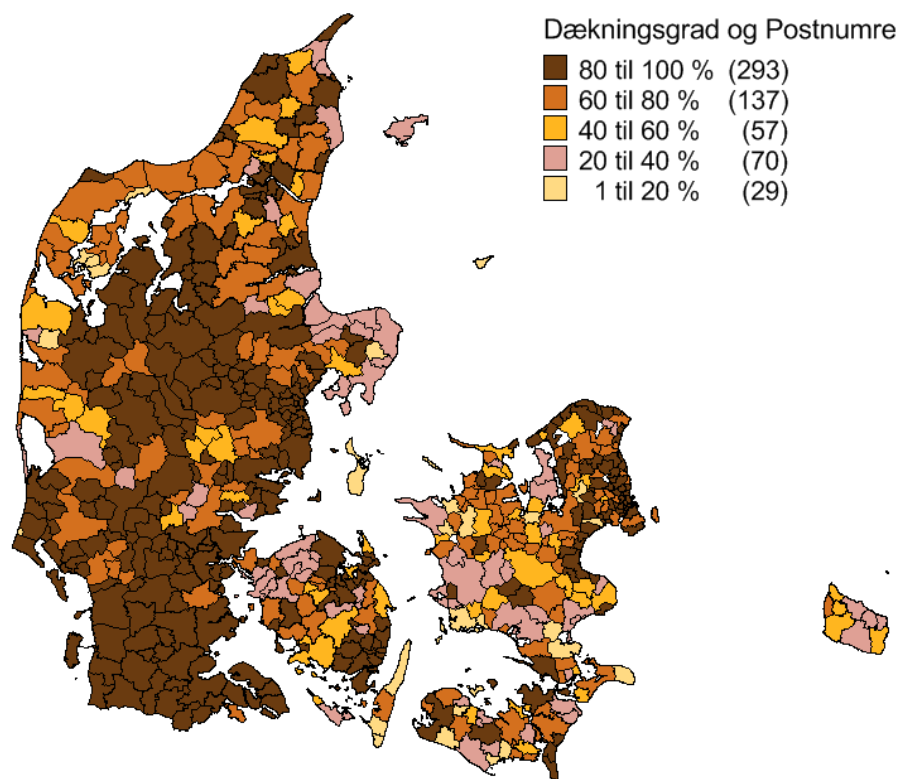 Dækningsgrad og Postnumre
80 til 100 % (293)
60 til 80 % (137)
40 til 60 % (57)
20 til 40 % (70)
1 til 20 % (29)